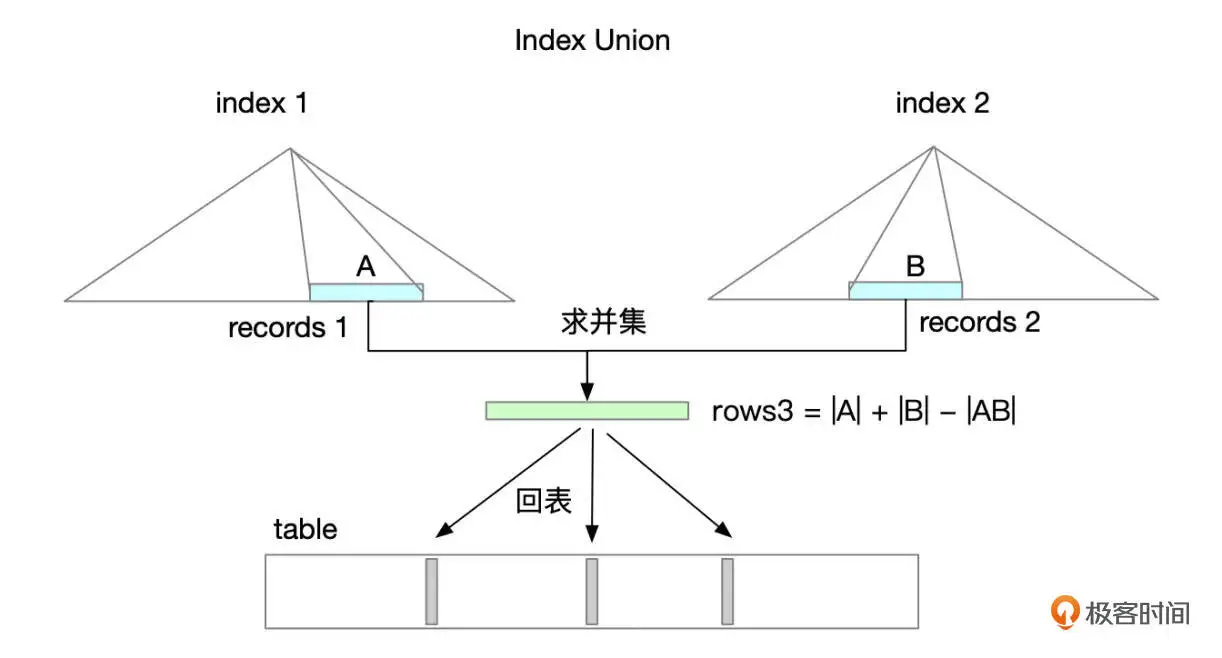 Index Union
index 1
index 2
A
B
records 1
求并集
records 2
rows3 = |A| + |B| − |AB|
回表
table
极客时间